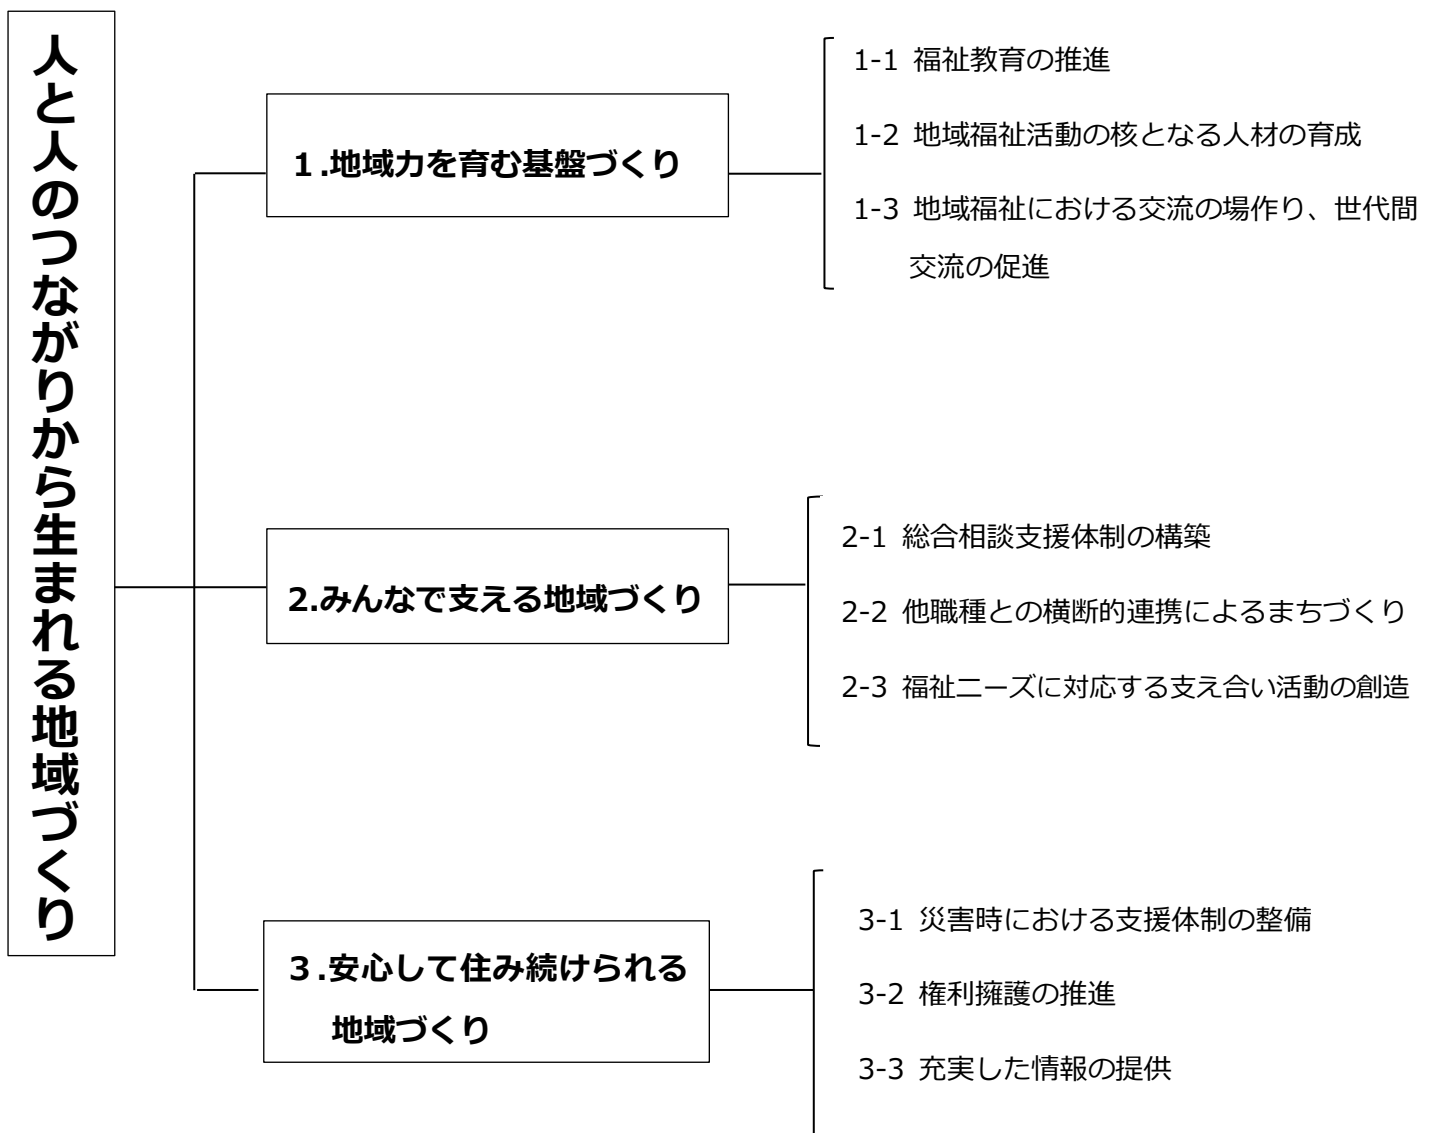 人と人のつながりから生まれる地域づくり
１.地域力を育む基盤づくり
1-1 福祉教育の推進
1-2 地域福祉活動の核となる人材の育成
1-3 地域福祉における交流の場作り、世代間
交流の促進
2.みんなで支える地域づくり
2-1 総合相談支援体制の構築
2-2 他職種との横断的連携によるまちづくり
2-3 福祉ニーズに対応する支え合い活動の創造
３.安心して住み続けられる
地域づくり
3-1 災害時における支援体制の整備
3-2 権利擁護の推進
3-3 充実した情報の提供